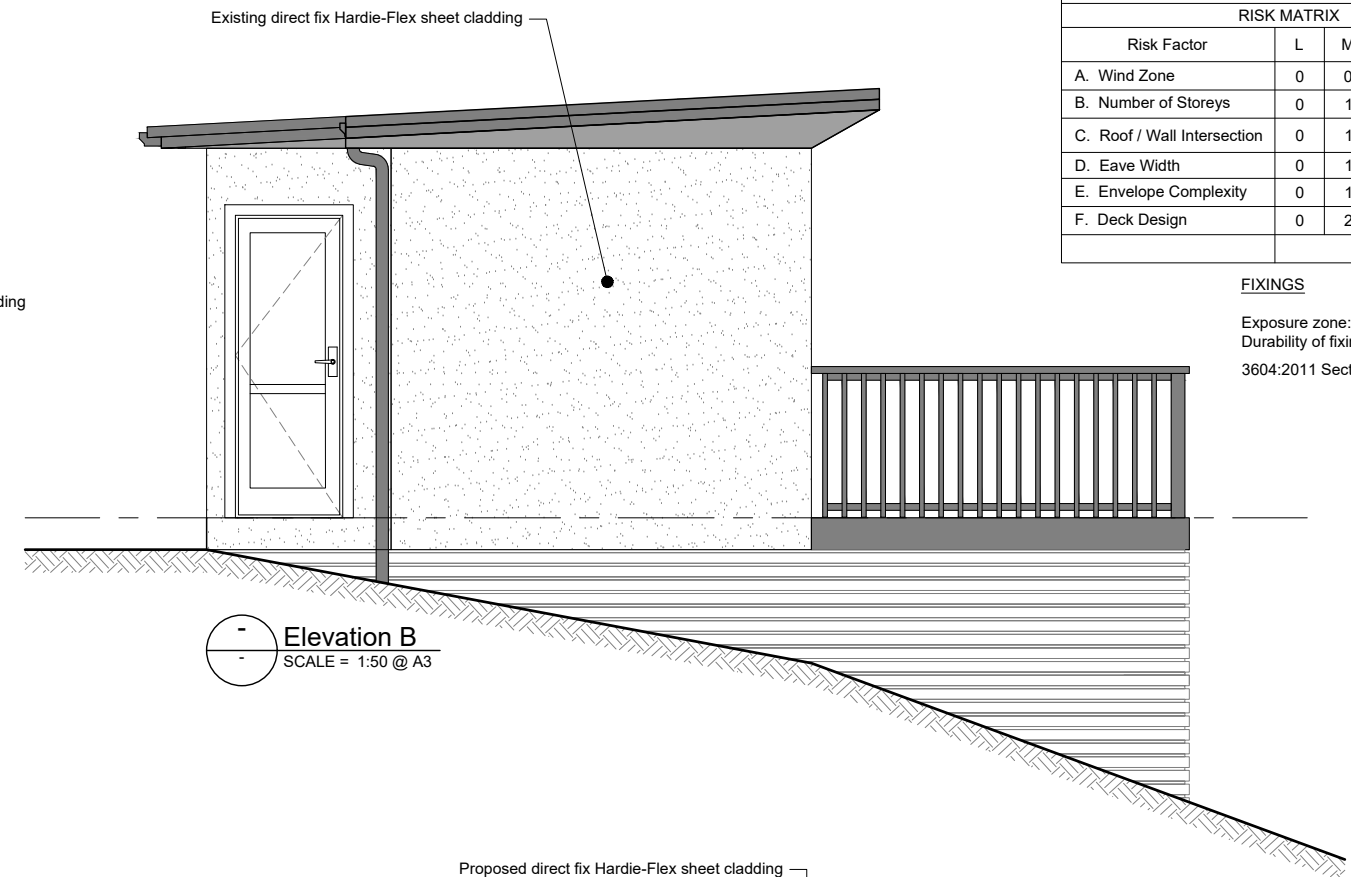 Existing direct fix Hardie-Flex sheet cladding
RISK MATRIX
Risk Factor L M
A. Wind Zone 0 0
B. Number of Storeys 0 1
C. Roof / Wall Intersection 0 1
D. Eave Width 0 1
E. Envelope Complexity 0 1
F. Deck Design 0 2
FIXINGS
Exposure zone:
Durability of
3604:2011
- Elevation B
- SCALE = 1:50 @ A3
Proposed direct fix Hardie-Flex sheet cladding